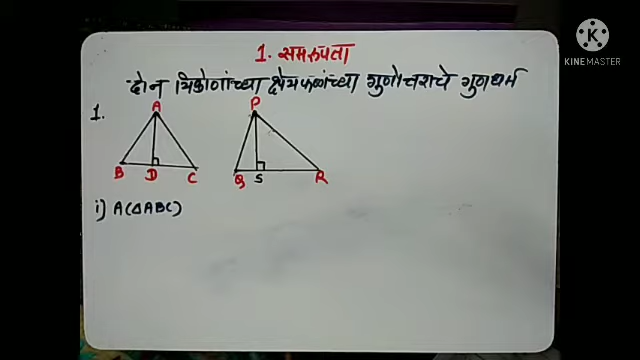 1. समरूपता
दोन त्रिकोणांच्या क्षेत्रफळांच्या गुणोत्तराचे गुणधर्म
1.
A
B D C
P
Q S R
i) A(△ABC)
K
KINEMASTER